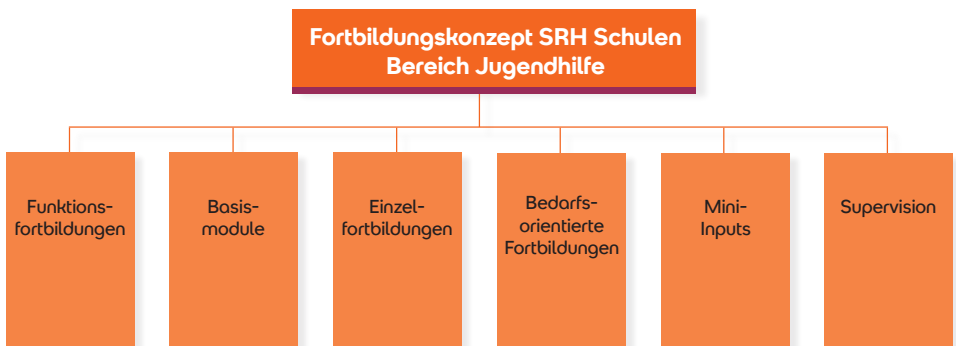 Fortbildungskonzept SRH Schulen
Bereich Jugendhilfe
Funktions-
fortbildungen
Basis-
module
Einzel-
fortbildungen
Bedarfs-
orientierte
Fortbildungen
Mini-
Inputs
Supervision